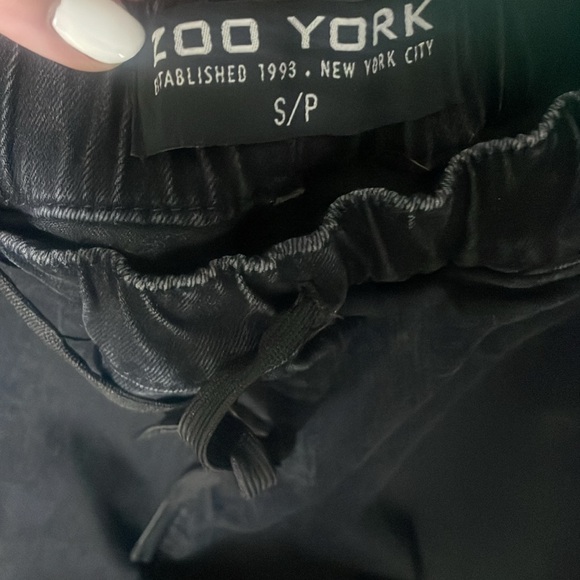 ZOO YORK
ESTABLISHED 1993 . NEW YORK CITY
S/P